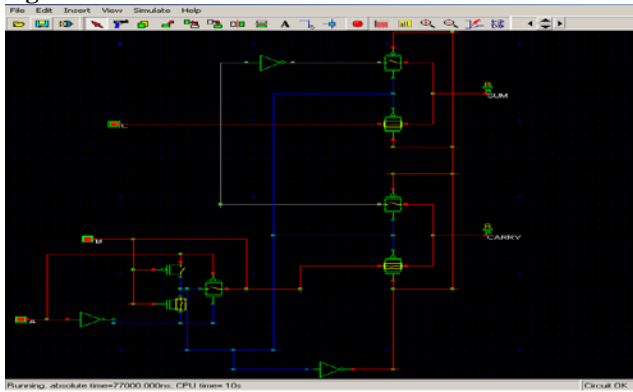 File Edit Insert View Simulate Help
A
SUM
C
CARRY
B
A
Running, absolute time=77000.000ns; CPU time= 10s
Circuit OK